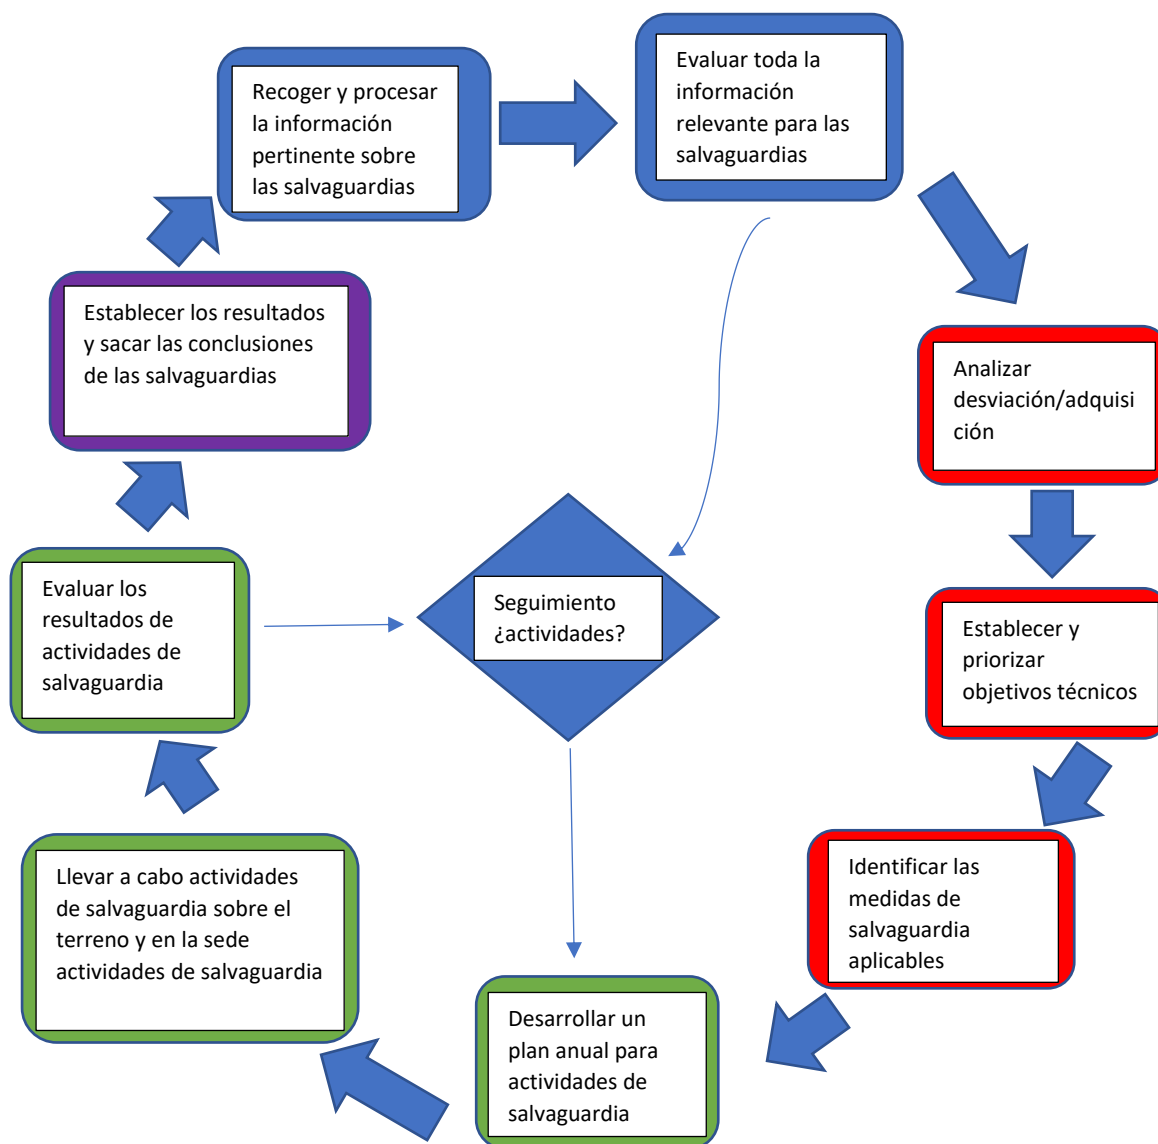 Recoger y procesar
la información
pertinente sobre
las salvaguardias
Evaluar toda la
información
relevante para las
salvaguardias
Analizar
desviación/adquisi
ción
Establecer y
priorizar
objetivos técnicos
Identificar las
medidas de
salvaguardia
aplicables
Desarrollar un
plan anual para
actividades de
salvaguardia
Llevar a cabo actividades
de salvaguardia sobre el
terreno y en la sede
actividades de salvaguardia
Evaluar los
resultados de
actividades de
salvaguardia
Establecer los resultados
y sacar las conclusiones
de las salvaguardias
Seguimiento
¿actividades?